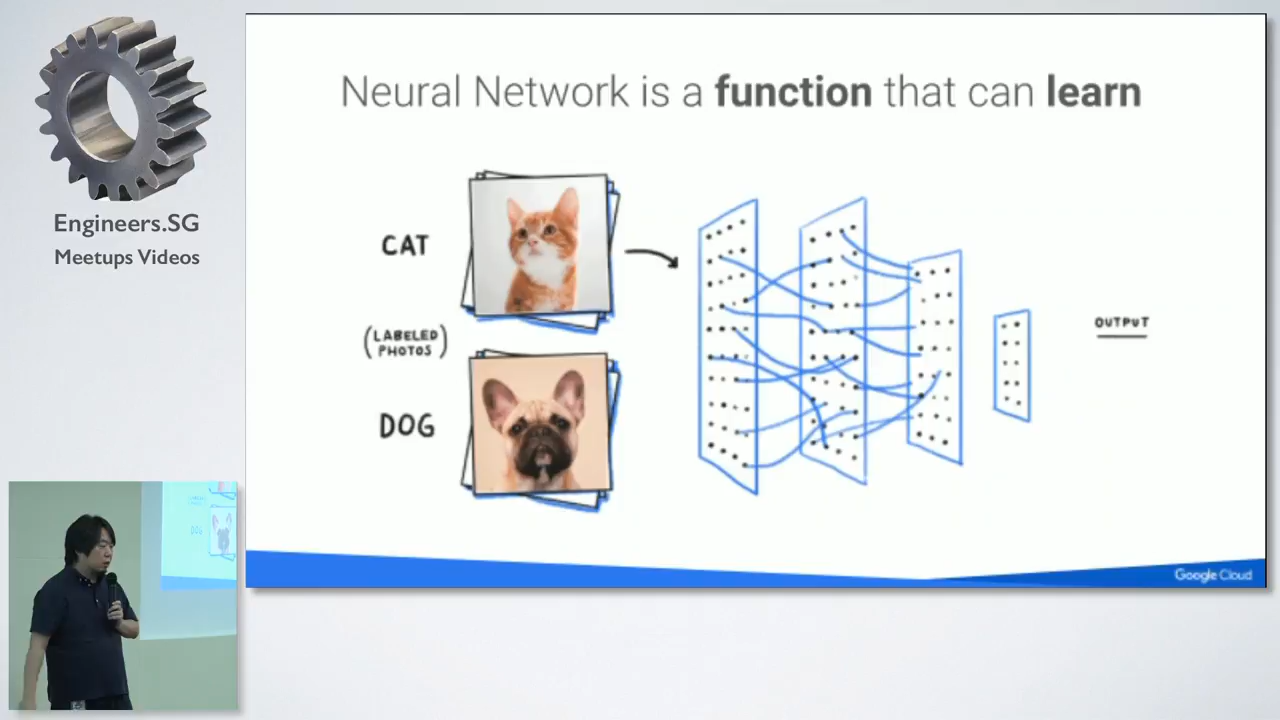 Engineers.SG
Meetups Videos
Neural Network is a function that can learn
CAT
(LABELED
PHOTOS)
DOG
OUTPUT
Google Cloud